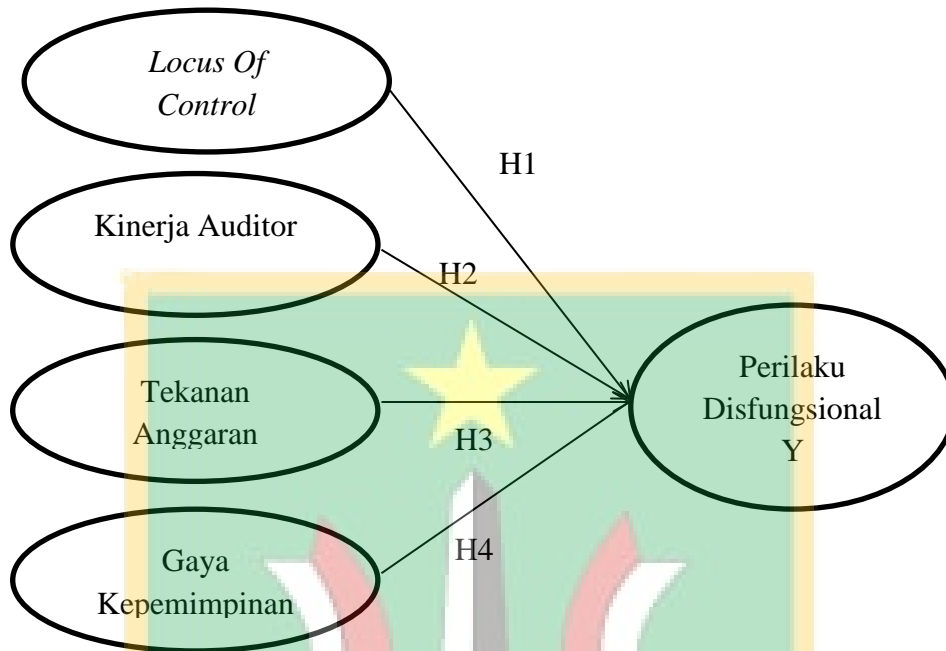 Locus Of
Control
H1
Kinerja Auditor
H2
Tekanan
Anggaran
H3
Perilaku
Disfungsional
Y
Gaya
Kepemimpinan
H4